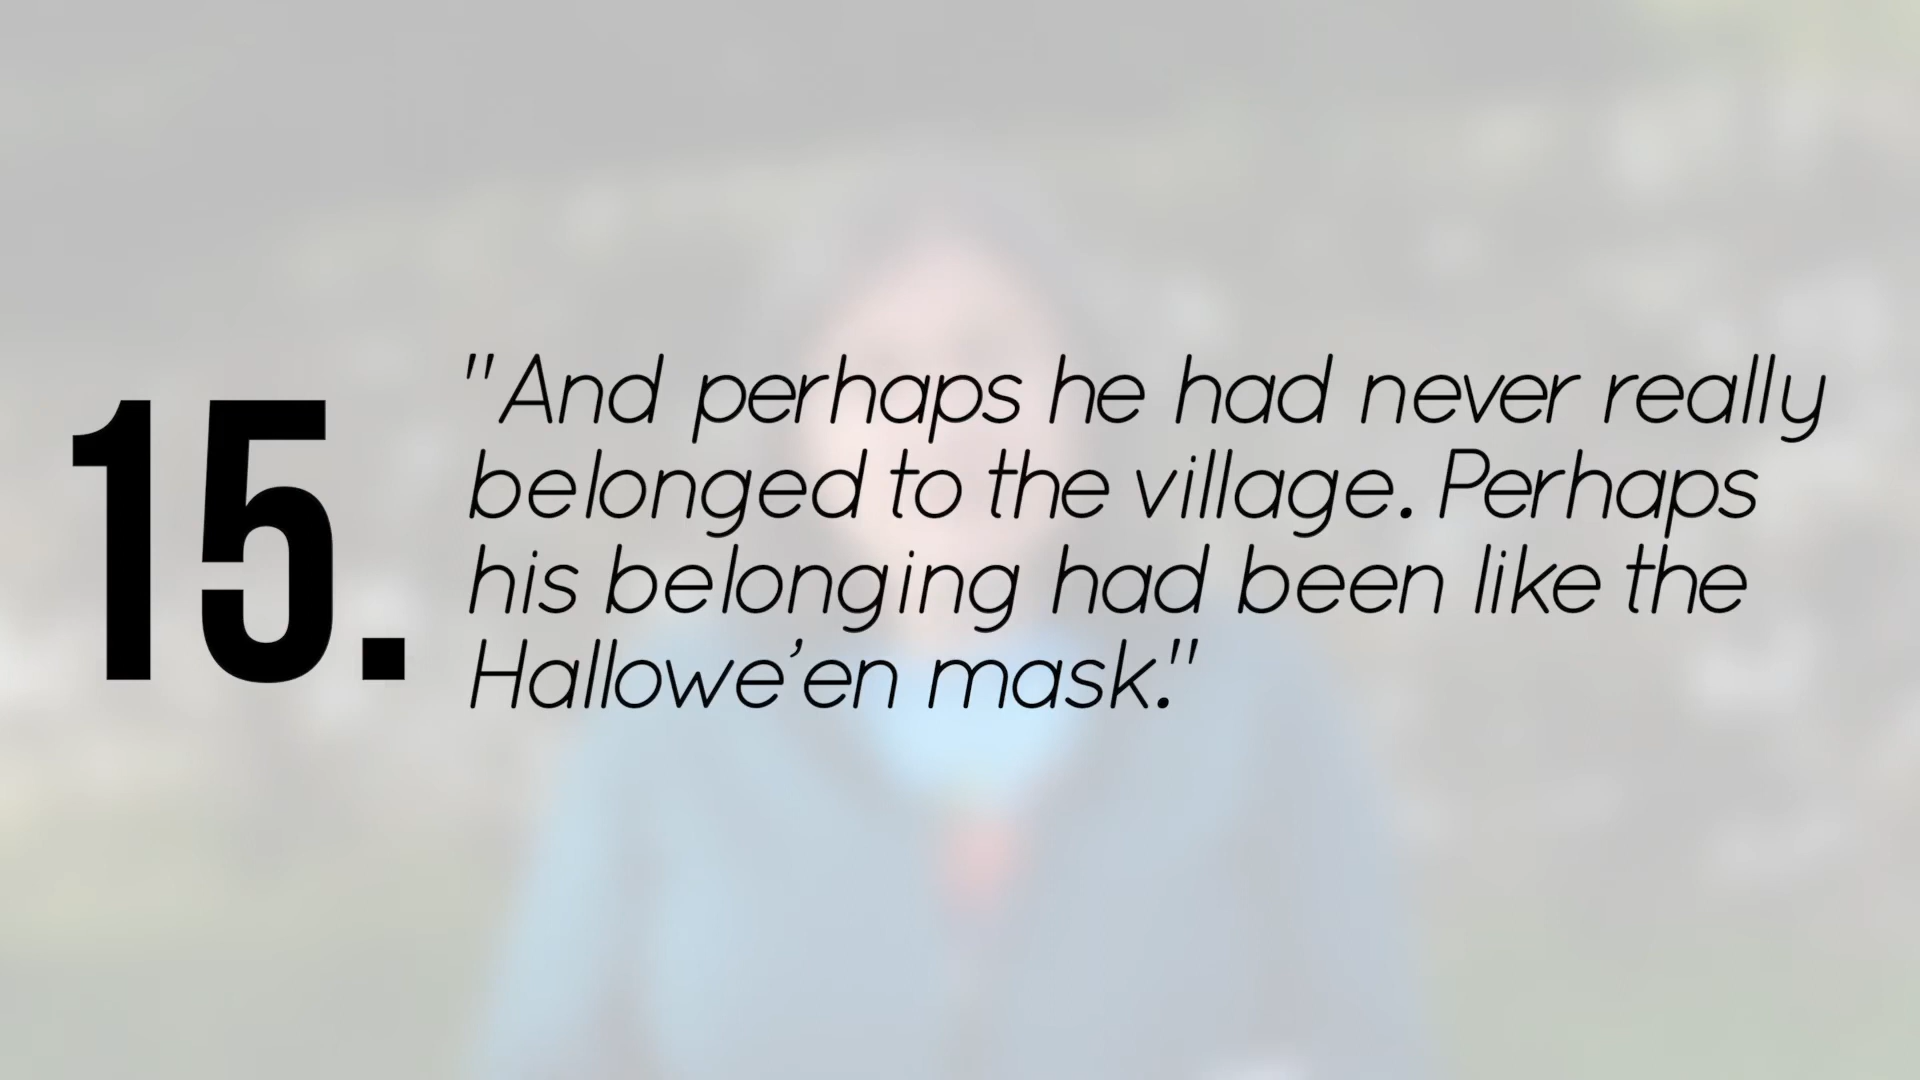 15.
"And perhaps he had never really
belonged to the village. Perhaps
his belonging had been like the
Hallowe’en mask."